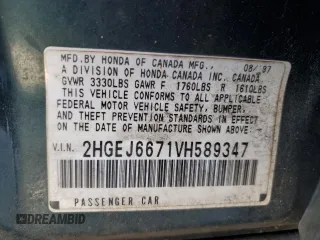 MFD.BY HONDA OF CANADA MFG., 08/'97
A DIVISION OF HONDA CANADA INC. CANADA
GVWR 3330LBS GAWR F 1760LBS R 1610LBS
THIS VEHICLE CONFORMS TO ALL APPLICABLE
FEDERAL MOTOR VEHICLE SAFETY, BUMPER,
AND THEFT PREVENTION STANDARDS IN EFFECT
ON THE DATE OF MANUFACTURE SHOWN ABOVE.
V.I.N. 2HGEJ6671VH589347
PASSENGER CAR
DREAMBID